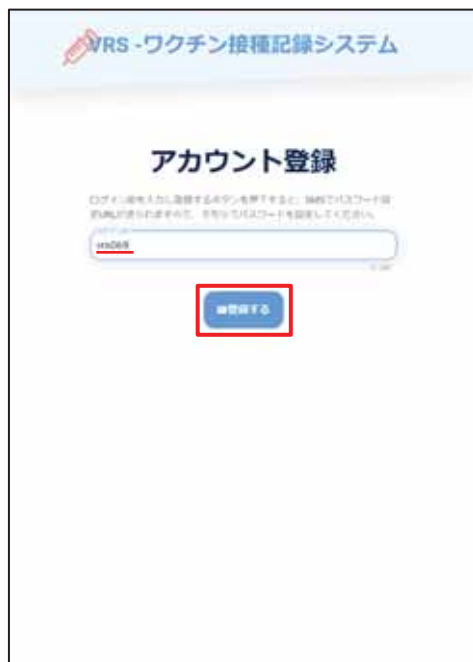 VRS -ワクチン接種記録システム
アカウント登録
ログイン名を入力し登録するボタンを押下すると、SMSでパスワード設
定URLが送られますので、そちらでパスワードを設定してください。
登録する